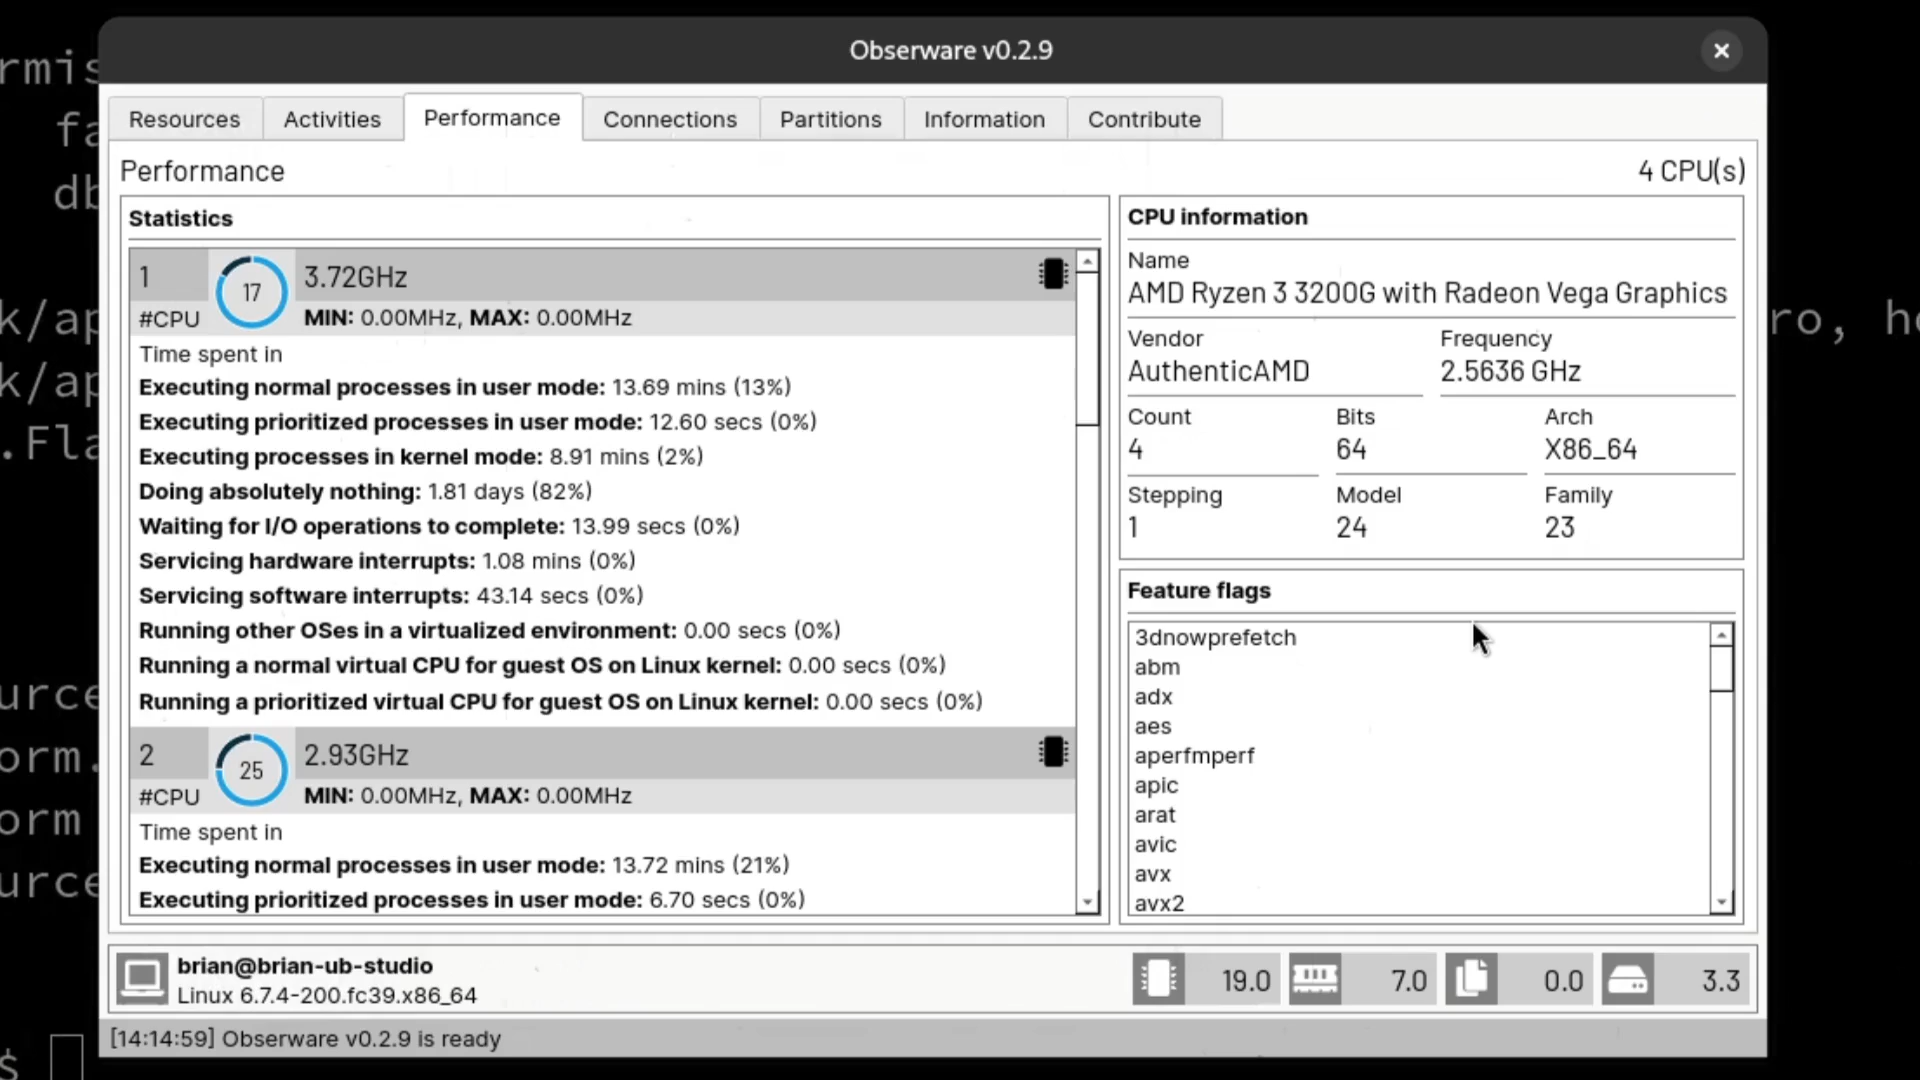 Obserware v0.2.9
Resources Activities Performance Connections Partitions Information Contribute
Performance
4 CPU(s)
Statistics
1 17 3.72GHz
#CPU MIN: 0.00MHz, MAX: 0.00MHz
Time spent in
Executing normal processes in user mode: 13.69 mins (13%)
Executing prioritized processes in user mode: 12.60 secs (0%)
Executing processes in kernel mode: 8.91 mins (2%)
Doing absolutely nothing: 1.81 days (82%)
Waiting for I/O operations to complete: 13.99 secs (0%)
Servicing hardware interrupts: 1.08 mins (0%)
Servicing software interrupts: 43.14 secs (0%)
Running other OSes in a virtualized environment: 0.00 secs (0%)
Running a normal virtual CPU for guest OS on Linux kernel: 0.00 secs (0%)
Running a prioritized virtual CPU for guest OS on Linux kernel: 0.00 secs (0%)
2 25 2.93GHz
#CPU MIN: 0.00MHz, MAX: 0.00MHz
Time spent in
Executing normal processes in user mode: 13.72 mins (21%)
Executing prioritized processes in user mode: 6.70 secs (0%)
CPU information
Name
AMD Ryzen 3 3200G with Radeon Vega Graphics
Vendor Frequency
AuthenticAMD 2.5636 GHz
Count Bits Arch
4 64 X86_64
Stepping Model Family
1 24 23
Feature flags
3dnowprefetch
abm
adx
aes
aperfmperf
apic
arat
avic
avx
avx2
brian@brian-ub-studio
Linux 6.7.4-200.fc39.x86_64
19.0 7.0 0.0 3.3
[14:14:59] Obserware v0.2.9 is ready
rmis
fa
db
k/ap
ro, h
k/ap
.Fla
urce
orm.
orm
urce
$